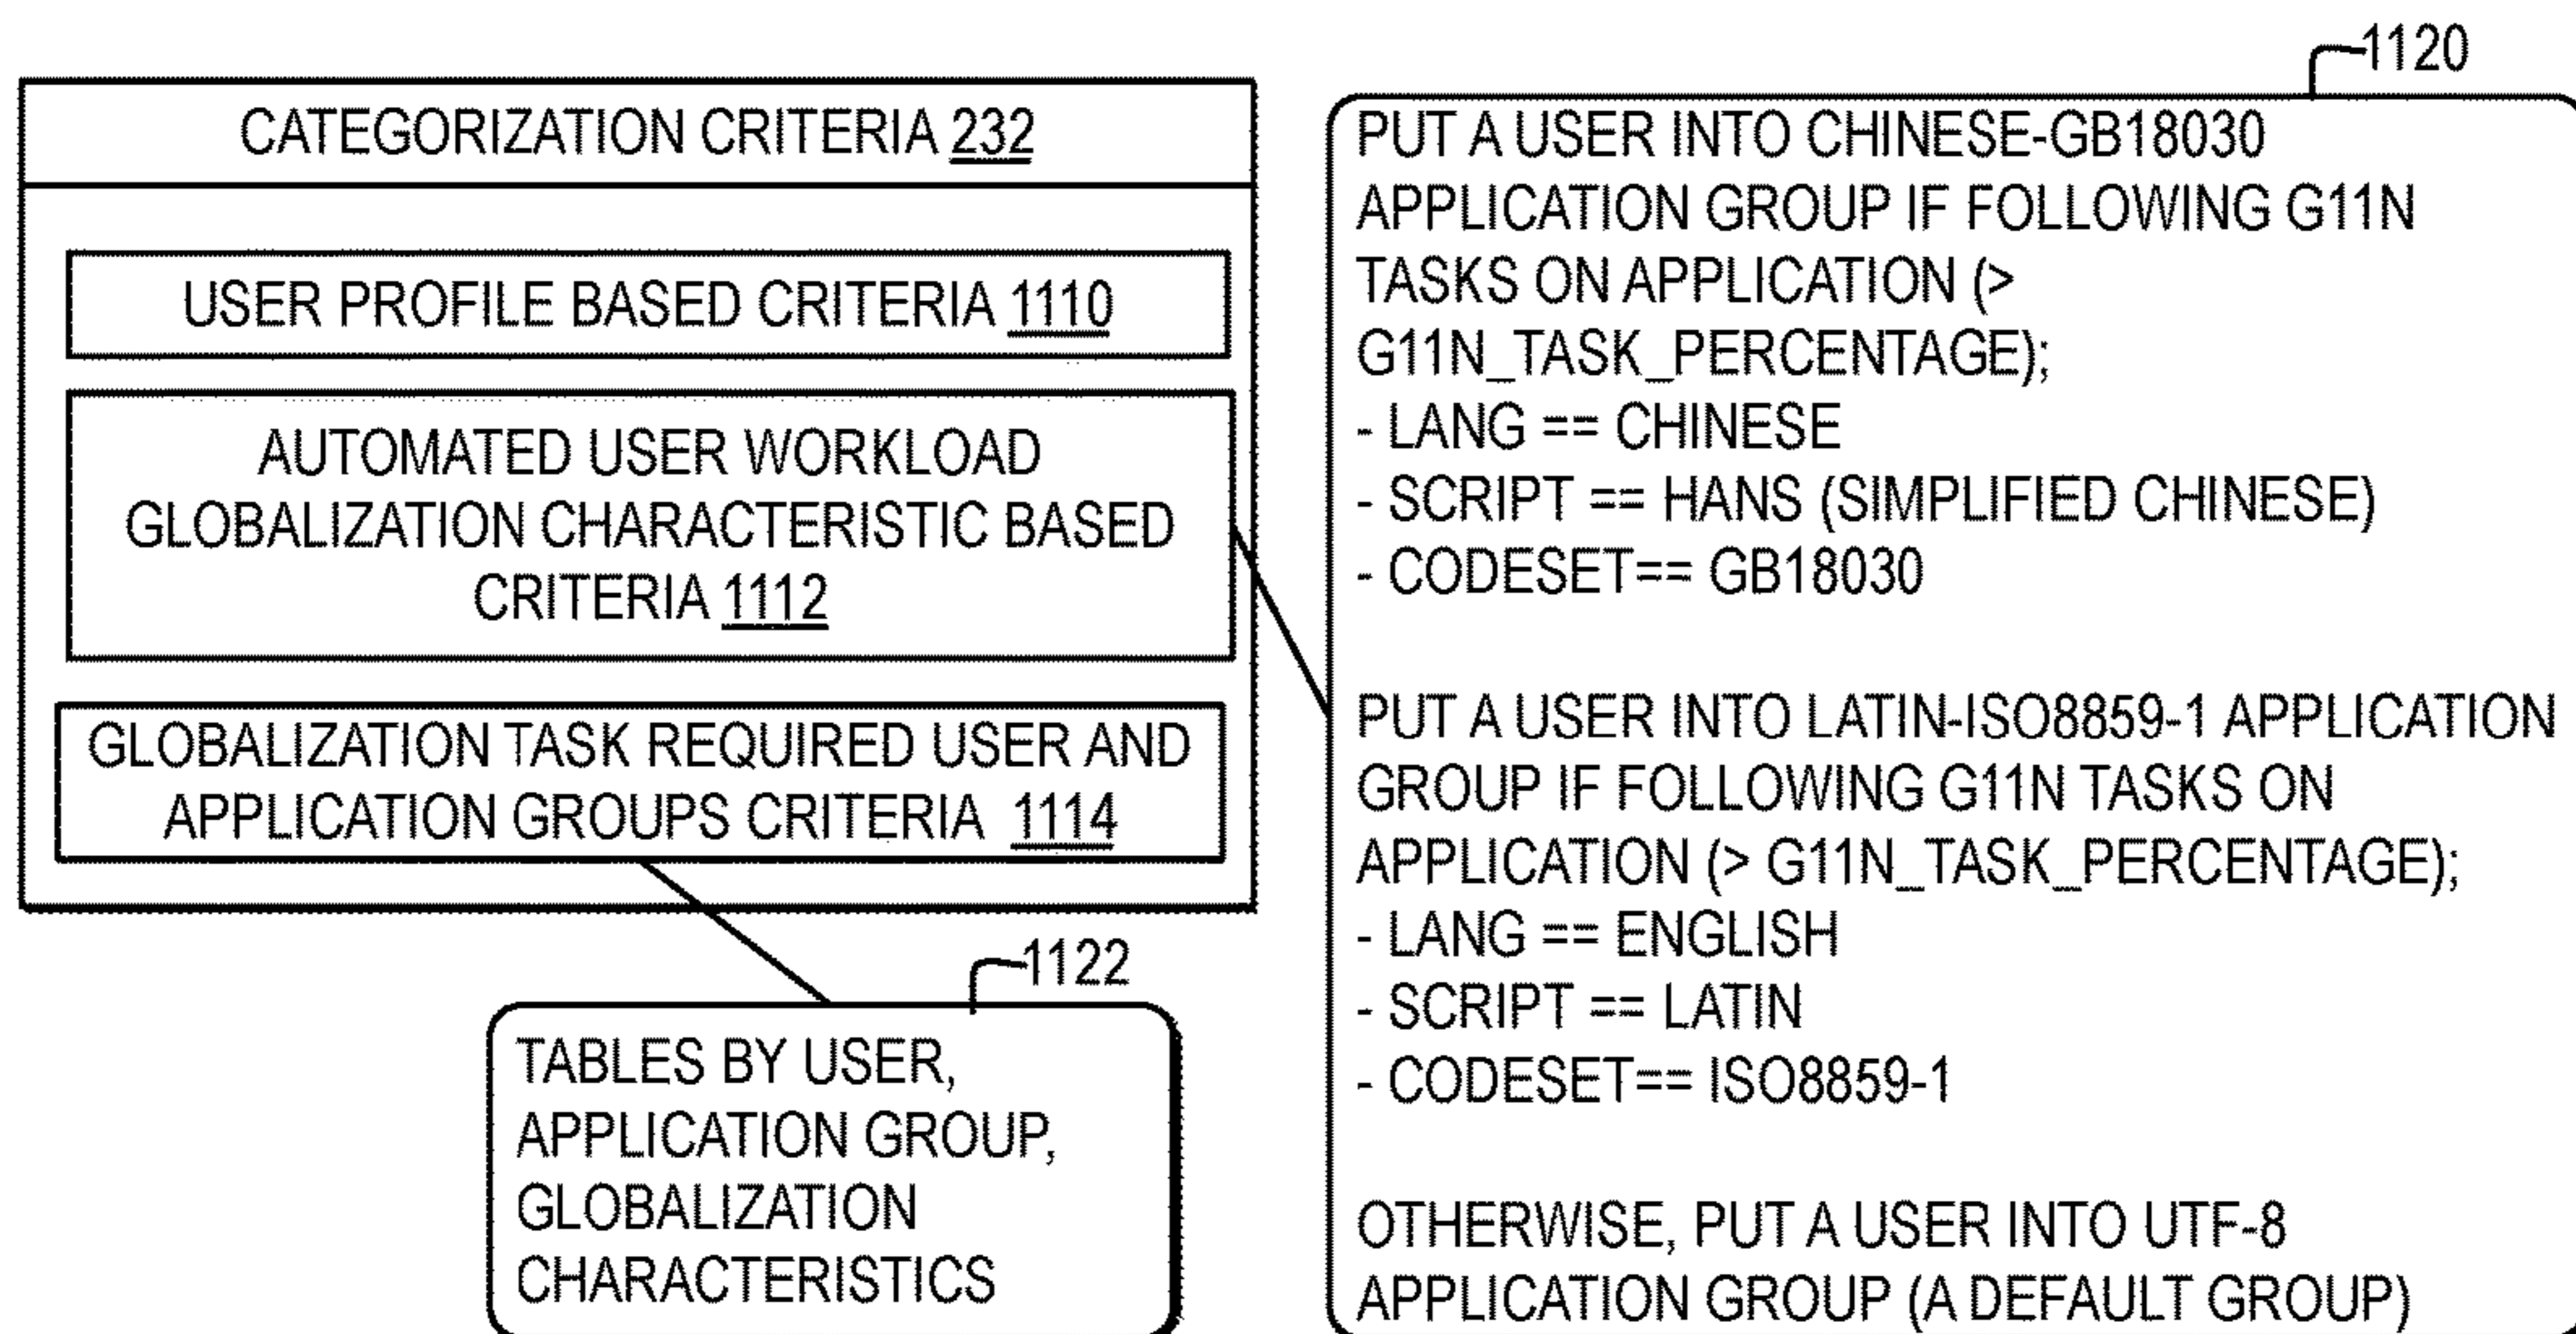 CATEGORIZATION CRITERIA 232
USER PROFILE BASED CRITERIA 1110
AUTOMATED USER WORKLOAD
GLOBALIZATION CHARACTERISTIC BASED
CRITERIA 1112
GLOBALIZATION TASK REQUIRED USER AND
APPLICATION GROUPS CRITERIA 1114
1122
TABLES BY USER,
APPLICATION GROUP,
GLOBALIZATION
CHARACTERISTICS
1120
PUT A USER INTO CHINESE-GB18030
APPLICATION GROUP IF FOLLOWING G11N
TASKS ON APPLICATION (>
G11N_TASK_PERCENTAGE);
- LANG == CHINESE
- SCRIPT == HANS (SIMPLIFIED CHINESE)
- CODESET== GB18030
PUT A USER INTO LATIN-ISO8859-1 APPLICATION
GROUP IF FOLLOWING G11N TASKS ON
APPLICATION (> G11N_TASK_PERCENTAGE);
- LANG == ENGLISH
- SCRIPT == LATIN
- CODESET== ISO8859-1
OTHERWISE, PUT A USER INTO UTF-8
APPLICATION GROUP (A DEFAULT GROUP)